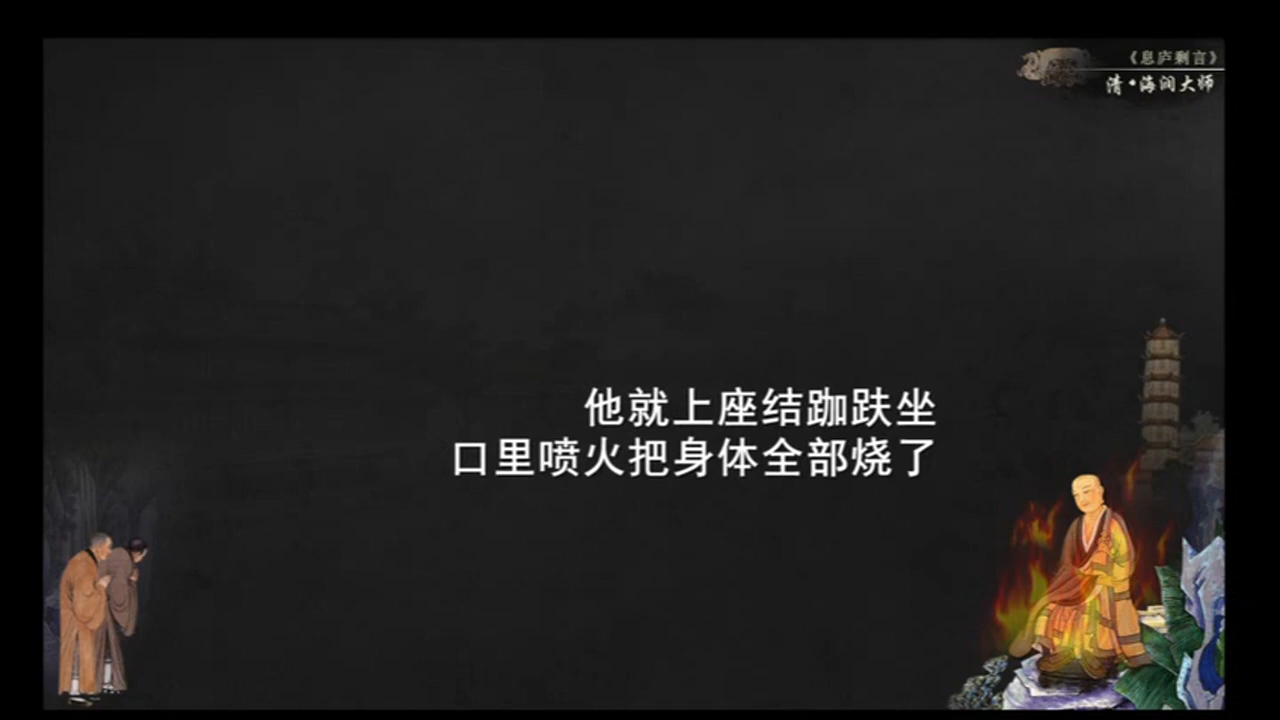 《息庐剩言》
清·海润大师
他就上座结跏趺坐
口里喷火把身体全部烧了